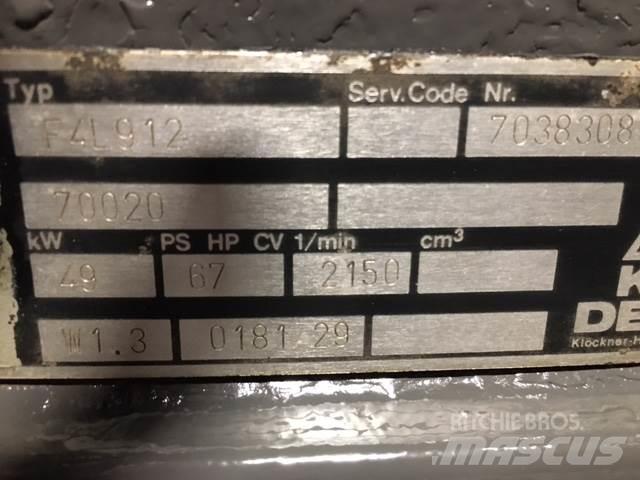 Typ Serv.Code Nr.
F4L912 7038308
70020
kW PS HP CV 1/min cm³
49 67 2150
W1.3 0181 29
DE
Klöckner-H
RITCHIE BROS.
MASCUS